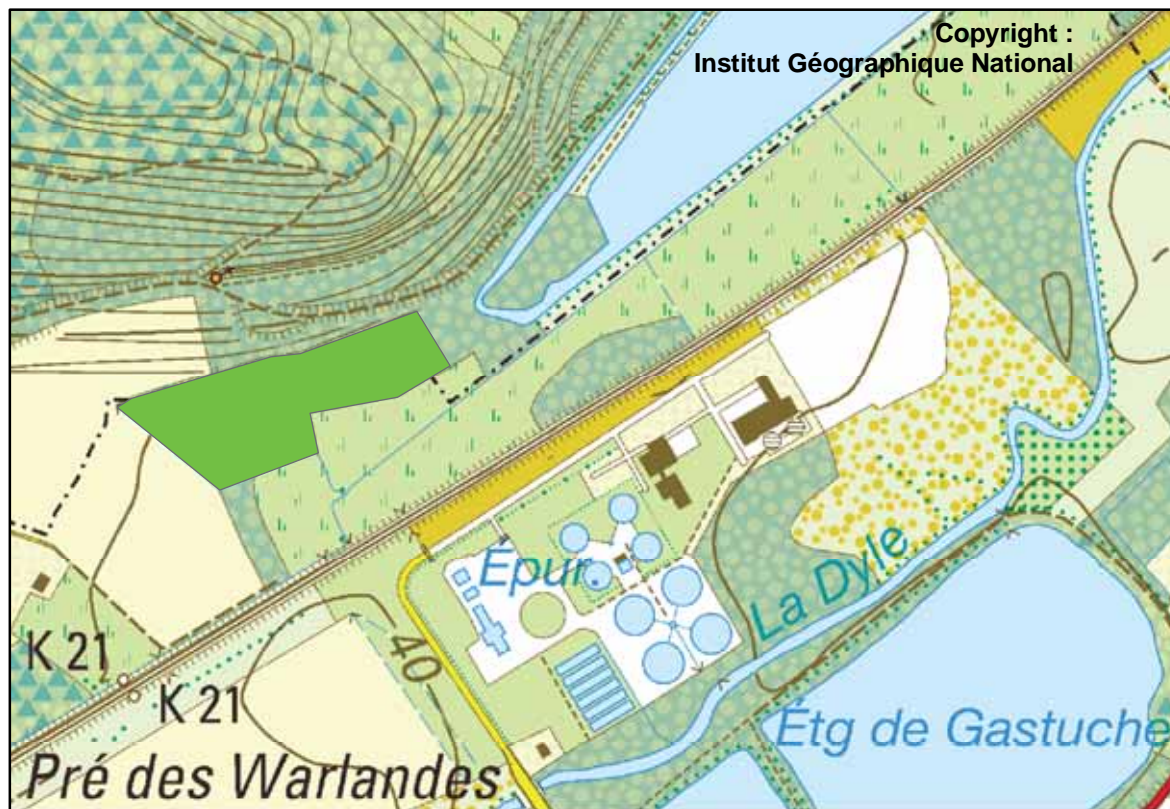 Copyright :
Institut Géographique National
Épur.
La Dyle
40
K 21
K 21
Étg de Gastuche
Pré des Warlandes